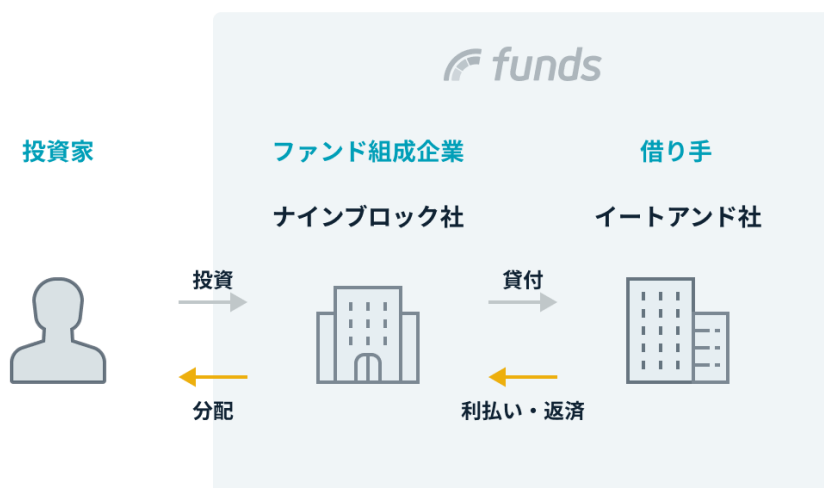 funds
投資家
ファンド組成企業
借り手
ナインブロック社
イートアンド社
投資
貸付
分配
利払い・返済